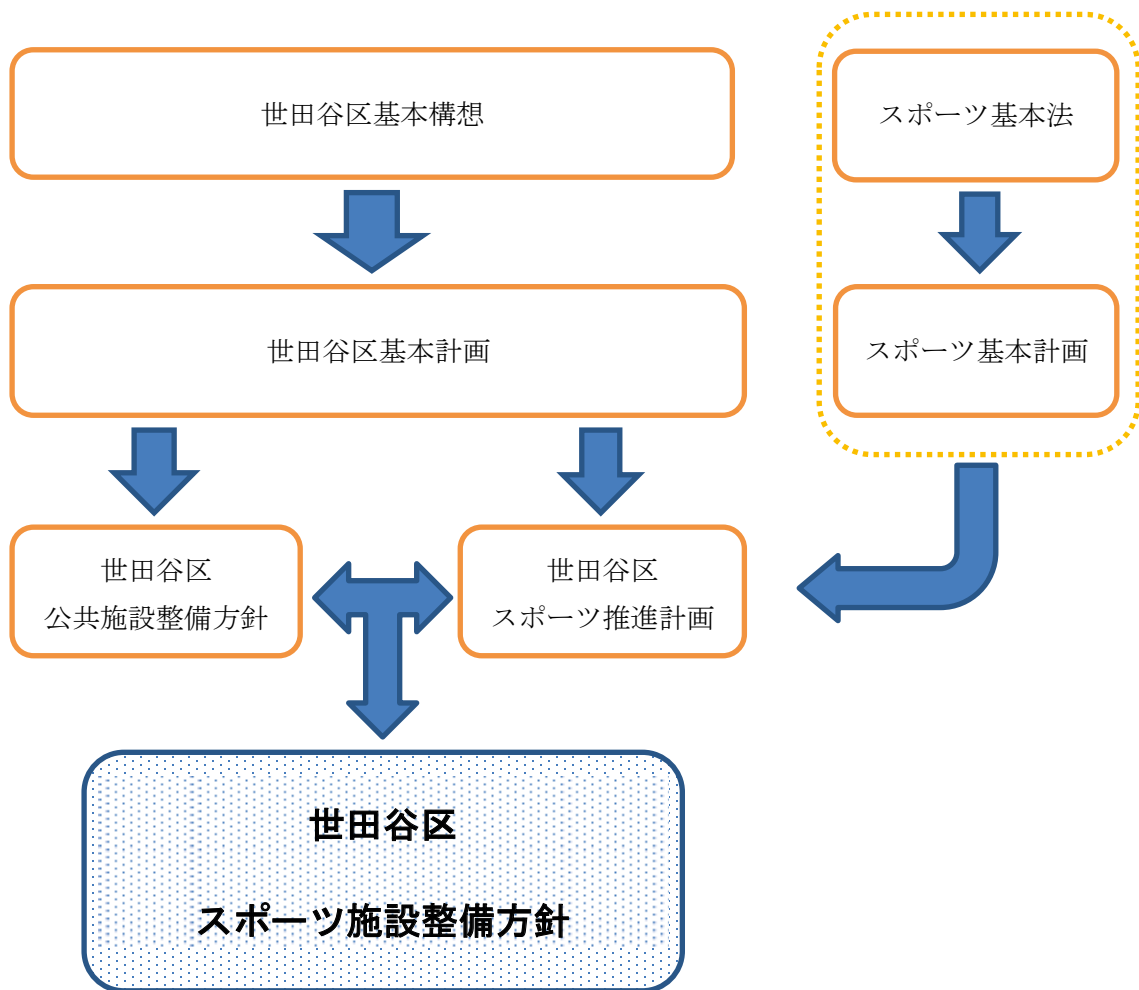 世田谷区基本構想
スポーツ基本法
世田谷区基本計画
スポーツ基本計画
世田谷区
公共施設整備方針
世田谷区
スポーツ推進計画
世田谷区
スポーツ施設整備方針